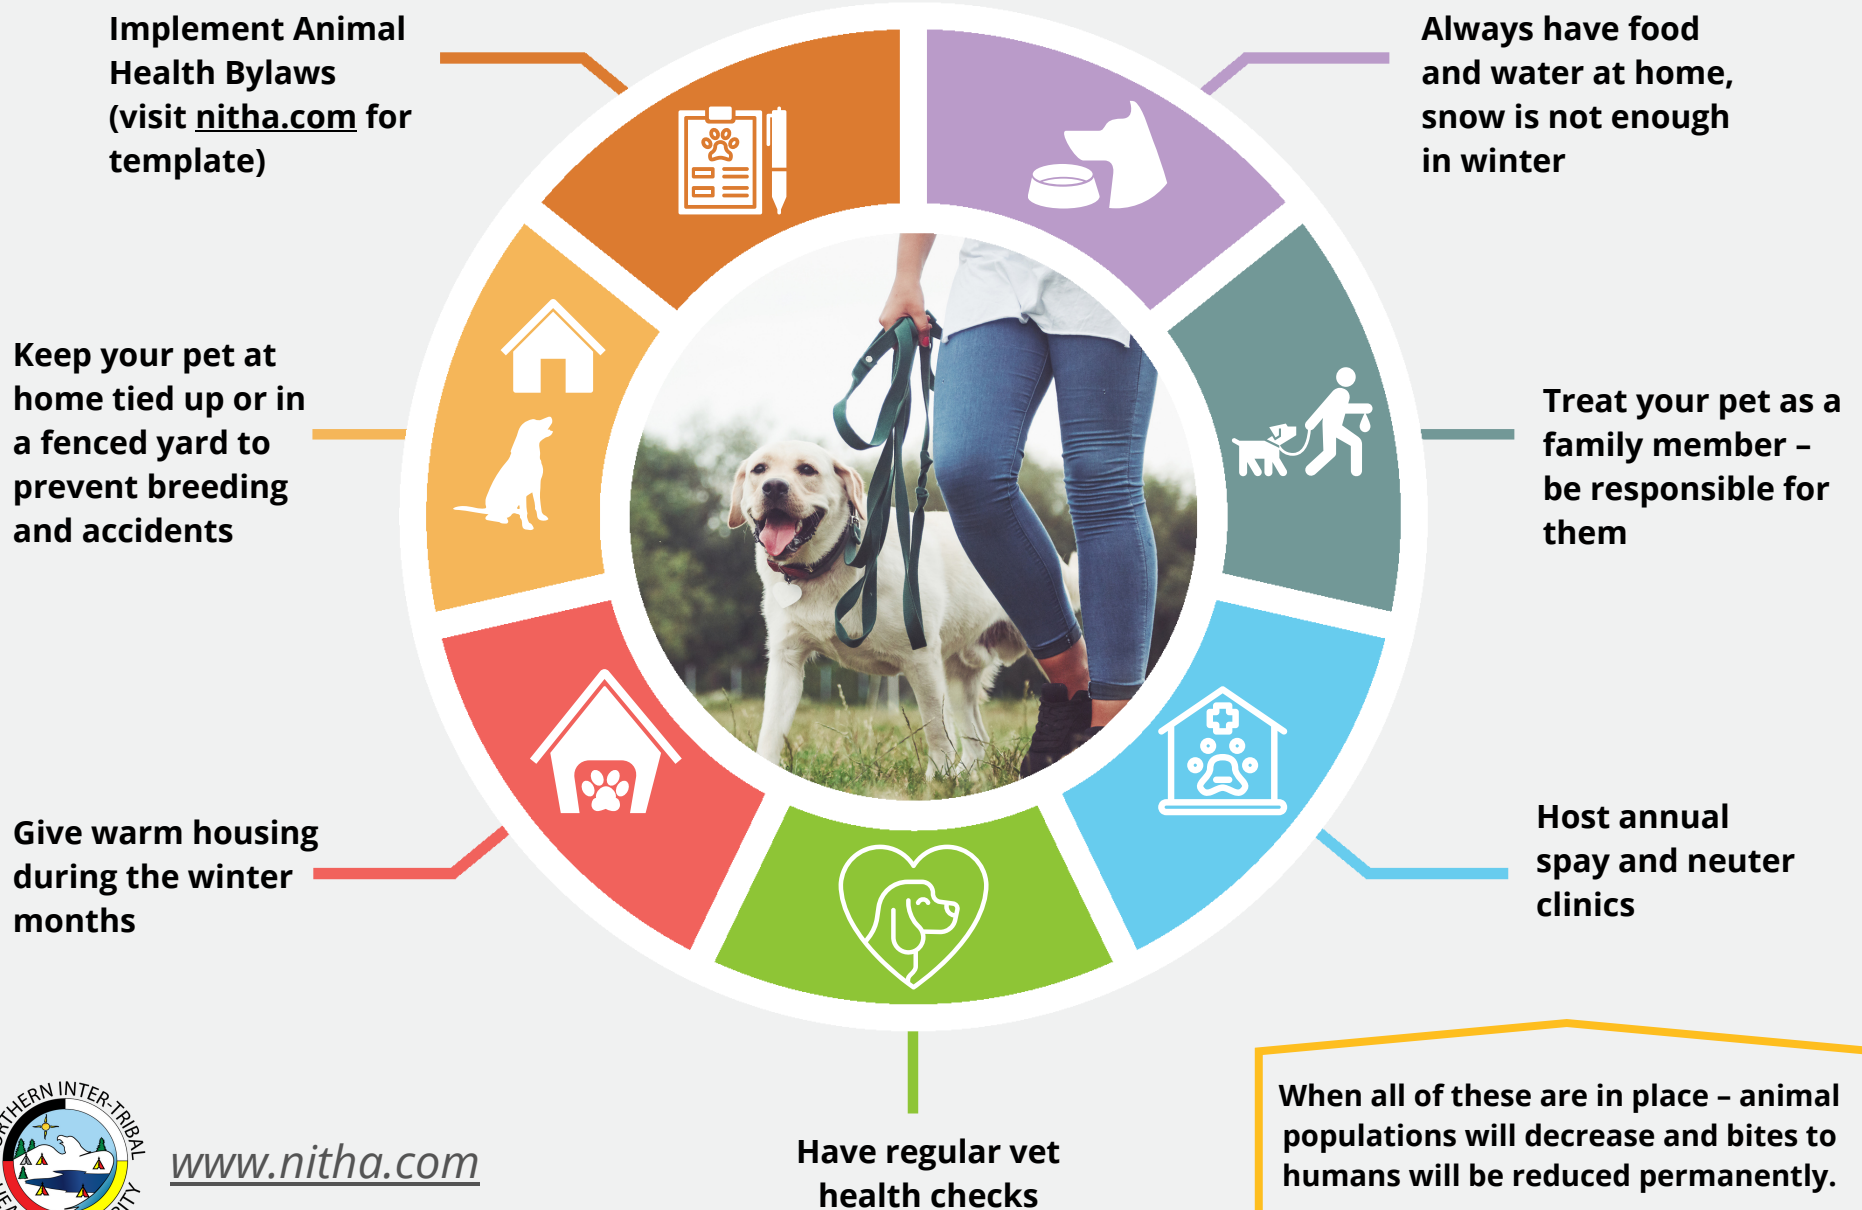 Implement Animal
Health Bylaws
(visit nitha.com for
template)
Always have food
and water at home,
snow is not enough
in winter
Keep your pet at
home tied up or in
a fenced yard to
prevent breeding
and accidents
Treat your pet as a
family member –
be responsible for
them
Give warm housing
during the winter
months
Host annual
spay and neuter
clinics
Have regular vet
health checks
When all of these are in place – animal
populations will decrease and bites to
humans will be reduced permanently.
INTER-TRIBAL
www.nitha.com